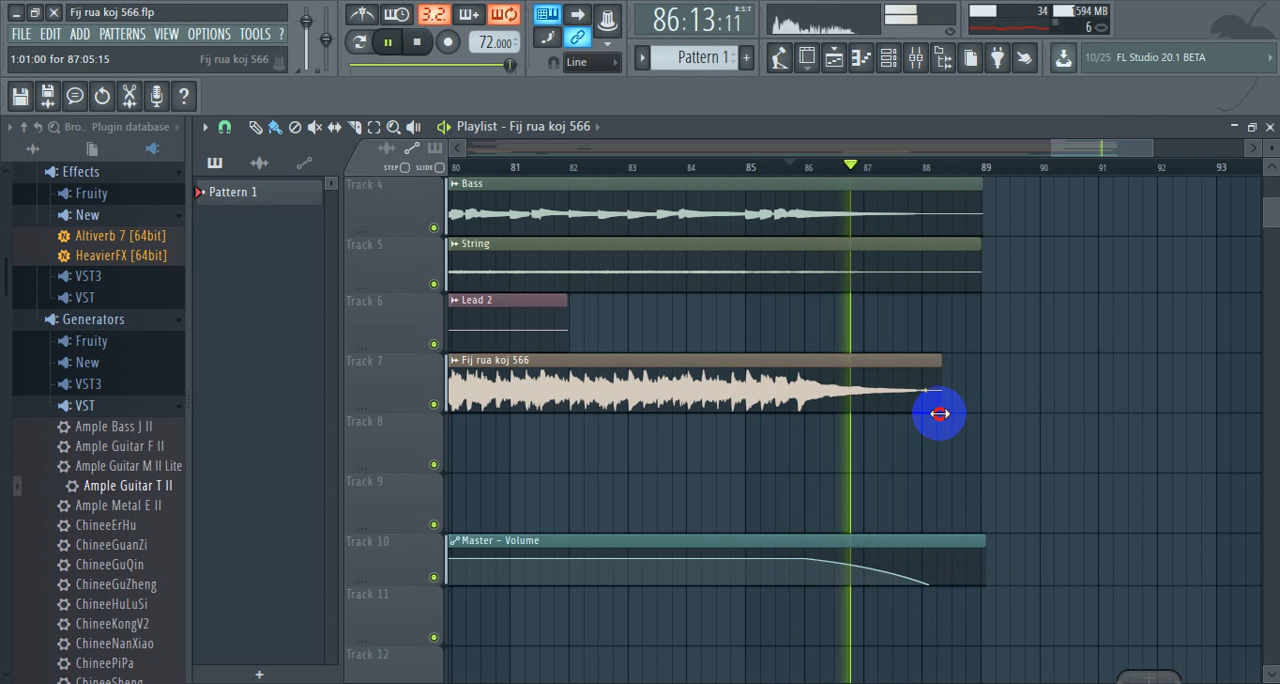 Fij rua koj 566.flp
FILE EDIT ADD PATTERNS VIEW OPTIONS TOOLS ?
1:01:00 for 87:05:15 Fij rua koj 566
3.2.
72.000
86:13:11 B:S:T
Line
Pattern 1
34 594 MB
6
10/25 FL Studio 20.1 BETA
Bro.. Plugin database
Playlist - Fij rua koj 566
STEP SLIDE
80 81 82 83 84 85 86 87 88 89 90 91 92 93
Effects
Fruity
New
Altiverb 7 [64bit]
HeavierFX [64bit]
VST3
VST
Generators
Fruity
New
VST3
VST
Ample Bass J II
Ample Guitar F II
Ample Guitar M II Lite
Ample Guitar T II
Ample Metal E II
ChineeErHu
ChineeGuanZi
ChineeGuQin
ChineeGuZheng
ChineeHuLuSi
ChineeKongV2
ChineeNanXiao
ChineePiPa
ChineeSheng
Pattern 1
+
Track 4 Bass
Track 5 String
Track 6 Lead 2
Track 7 Fij rua koj 566
Track 8
Track 9
Track 10 Master - Volume
Track 11
Track 12